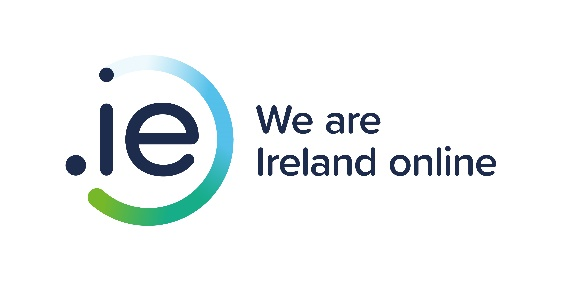 .ie
We are
Ireland online